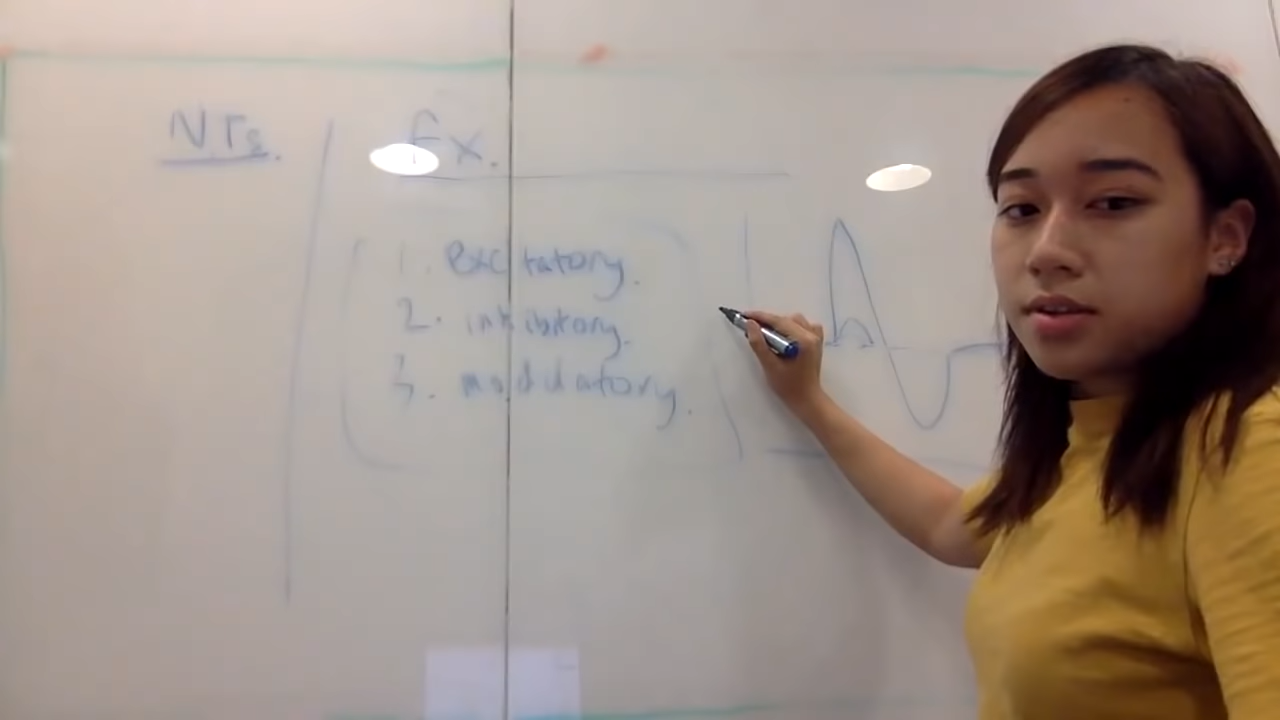 NTs.
fx.
1. Excitatory.
2. inhibitory.
3. modulatory.